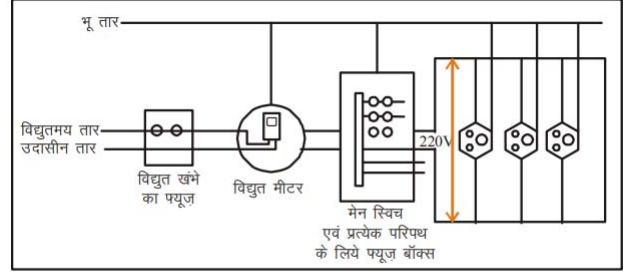 भू तार
विद्युतमय तार
उदासीन तार
220V
विद्युत खंभे
का फ्यूज़
विद्युत मीटर
मेन स्विच
एवं प्रत्येक परिपथ
के लिये फ्यूज़ बॉक्स